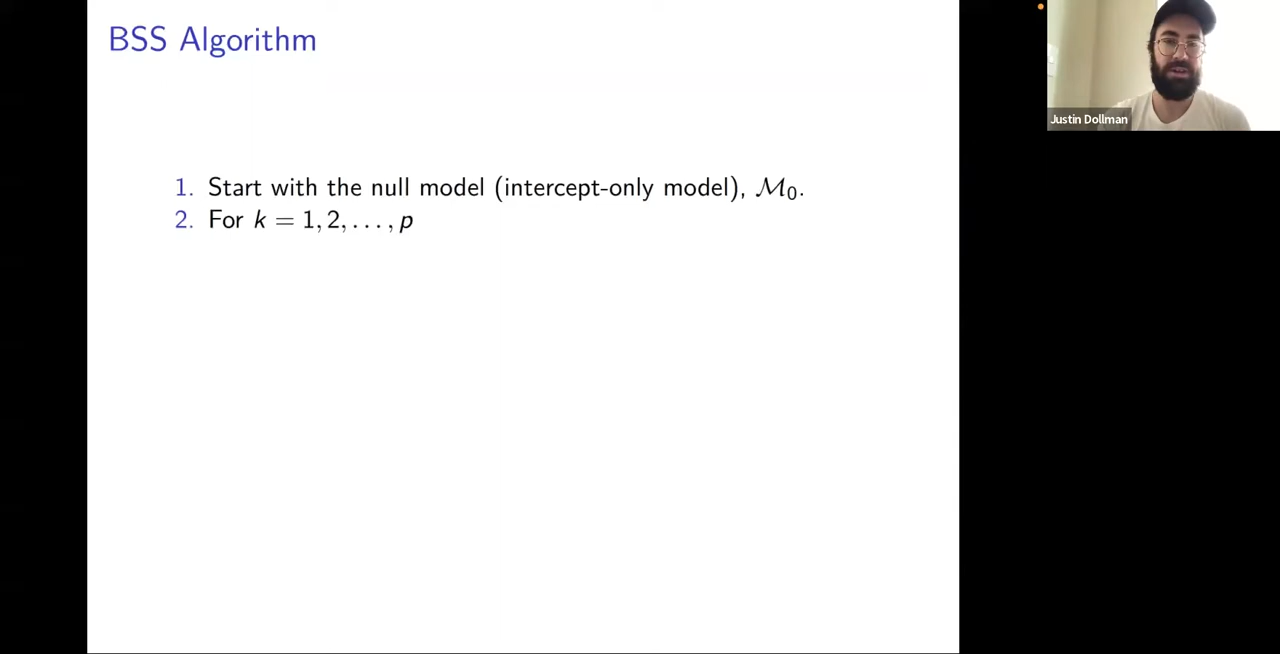 BSS Algorithm
1. Start with the null model (intercept-only model), ℳ₀.
2. For k = 1, 2, . . . , p
Justin Dollman